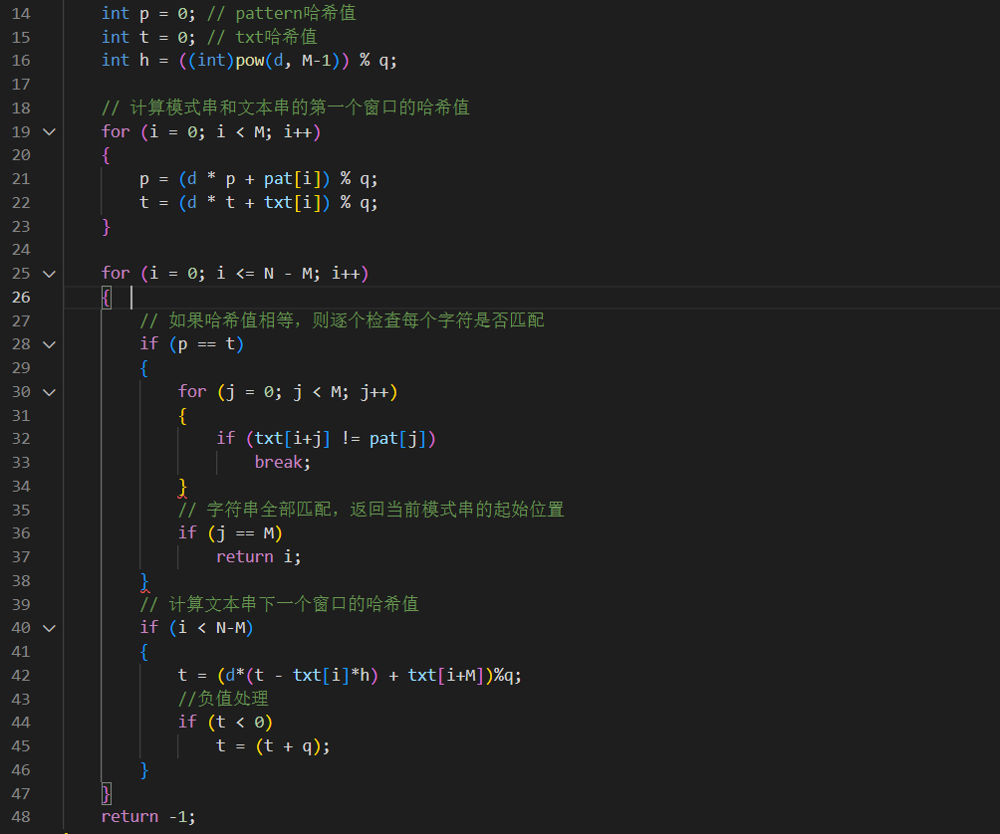 14 int p = 0; // pattern哈希值
15 int t = 0; // txt哈希值
16 int h = ((int)pow(d, M-1)) % q;
17
18 // 计算模式串和文本串的第一个窗口的哈希值
19 for (i = 0; i < M; i++)
20 {
21 p = (d * p + pat[i]) % q;
22 t = (d * t + txt[i]) % q;
23 }
24
25 for (i = 0; i <= N - M; i++)
26 {
27 // 如果哈希值相等，则逐个检查每个字符是否匹配
28 if (p == t)
29 {
30 for (j = 0; j < M; j++)
31 {
32 if (txt[i+j] != pat[j])
33 break;
34 }
35 // 字符串全部匹配，返回当前模式串的起始位置
36 if (j == M)
37 return i;
38 }
39 // 计算文本串下一个窗口的哈希值
40 if (i < N-M)
41 {
42 t = (d*(t - txt[i]*h) + txt[i+M])%q;
43 //负值处理
44 if (t < 0)
45 t = (t + q);
46 }
47 }
48 return -1;